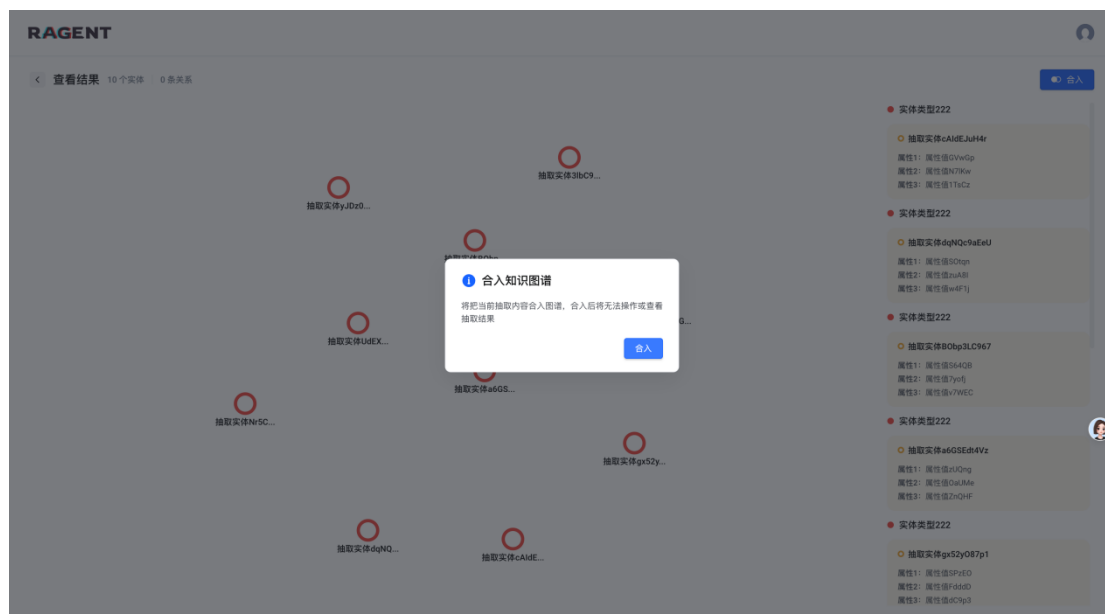 RAGENT
查看结果 10 个实体 0 条关系
合入
抽取实体3IbC9...
抽取实体yJDz0...
合入知识图谱
将把当前抽取内容合入图谱，合入后将无法操作或查看
抽取结果
合入
抽取实体UdEX...
抽取实体a6GS...
抽取实体Nr5C...
抽取实体gx52y...
抽取实体dqNQ...
抽取实体cAIdE...
实体类型222
抽取实体cAIdEJuH4r
属性1: 属性值GVwGp
属性2: 属性值N7lKw
属性3: 属性值1TsCz
实体类型222
抽取实体dqNQc9aEeU
属性1: 属性值SOtqn
属性2: 属性值zuA8l
属性3: 属性值w4F1j
实体类型222
抽取实体BObp3LC967
属性1: 属性值S64QB
属性2: 属性值7yofj
属性3: 属性值v7WEC
实体类型222
抽取实体a6GSEdt4Vz
属性1: 属性值zUQng
属性2: 属性值OaUMe
属性3: 属性值ZnQHF
实体类型222
抽取实体gx52yO87p1
属性1: 属性值SPzEO
属性2: 属性值FdddD
属性3: 属性值dC9p3